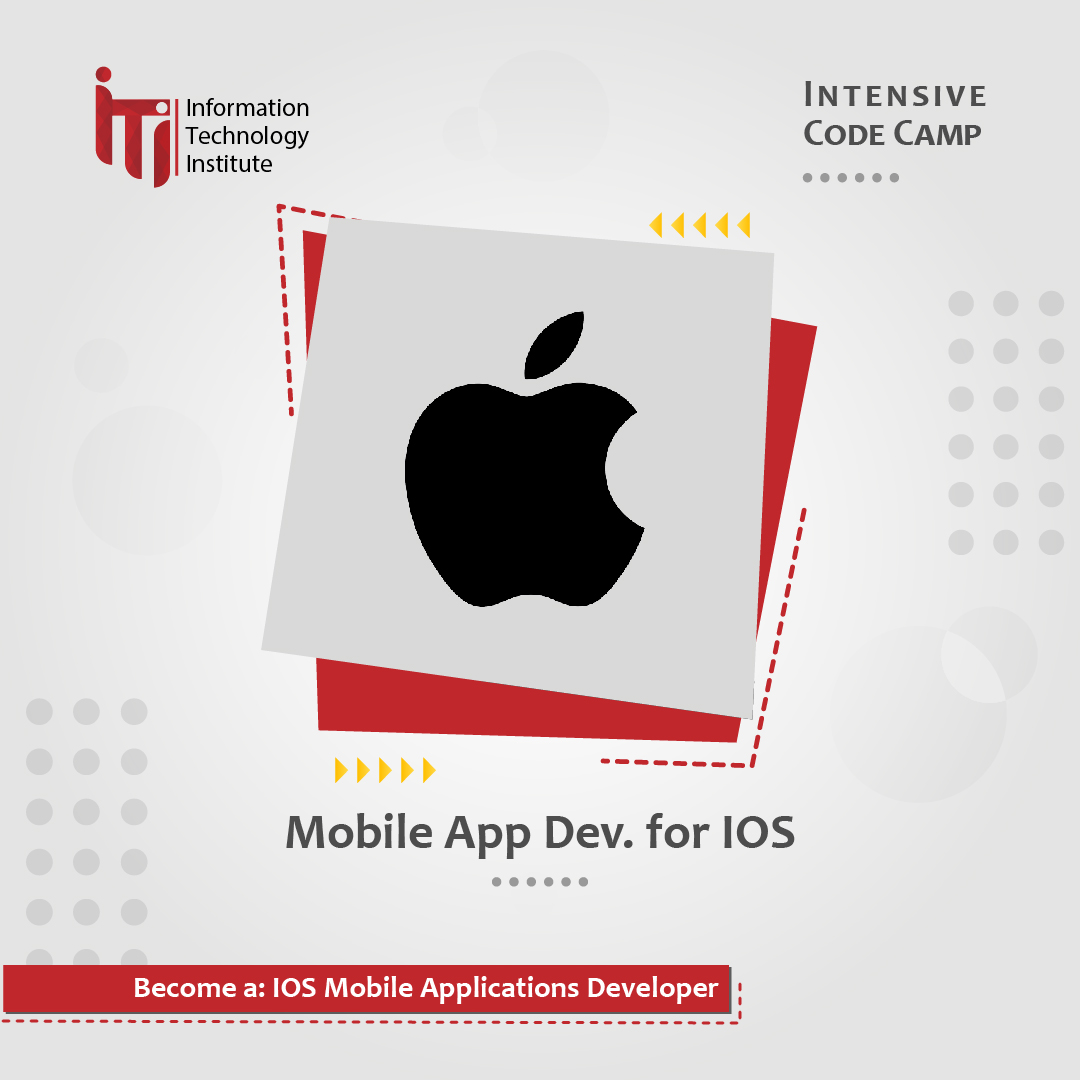 iTi
Information
Technology
Institute
INTENSIVE
CODE CAMP
Mobile App Dev. for IOS
Become a: IOS Mobile Applications Developer